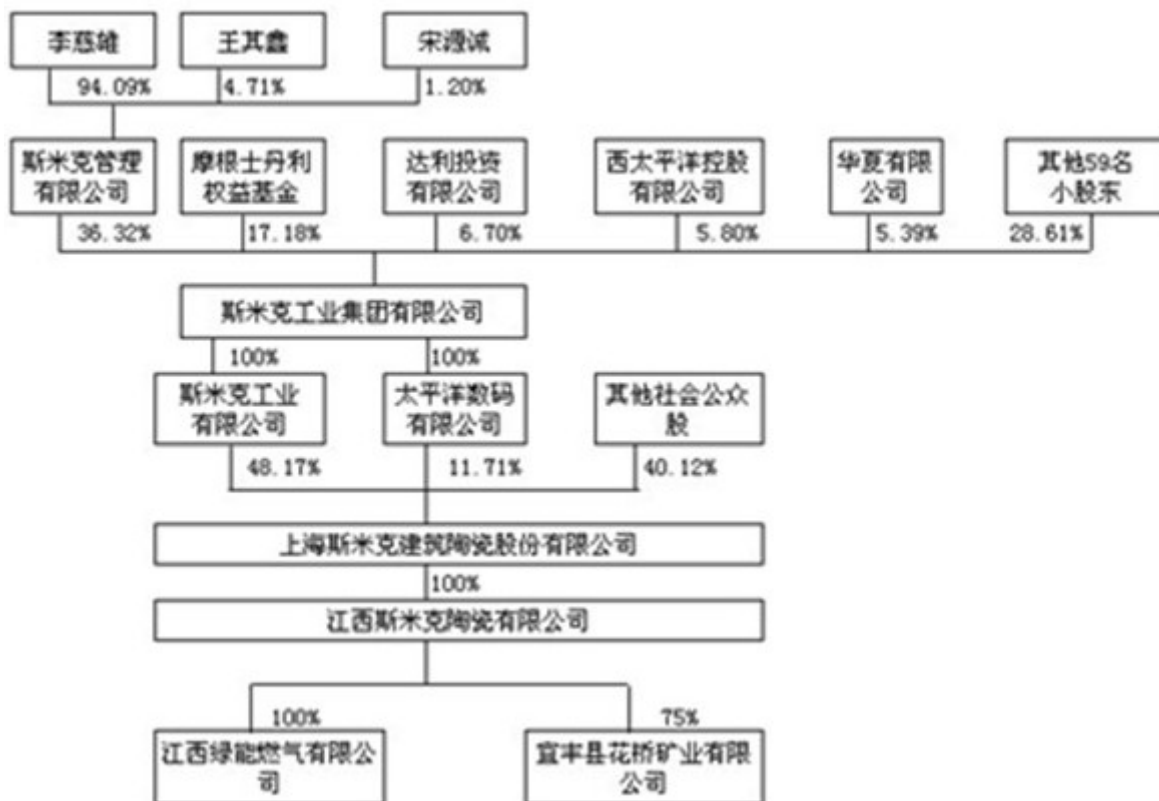 李慈雄 王其鑫 宋源诚
94.09% 4.71% 1.20%
斯米克管理 摩根士丹利 达利投资 西太平洋控股 华夏有限 其他59名
有限公司 权益基金 有限公司 有限公司 公司 小股东
36.32% 17.18% 6.70% 5.80% 5.39% 28.61%
斯米克工业集团有限公司
100% 100%
斯米克工业 太平洋数码 其他社会公众
有限公司 有限公司 股
48.17% 11.71% 40.12%
上海斯米克建筑陶瓷股份有限公司
100%
江西斯米克陶瓷有限公司
100% 75%
江西绿能燃气有限公 宜丰县花桥矿业有限
司 公司